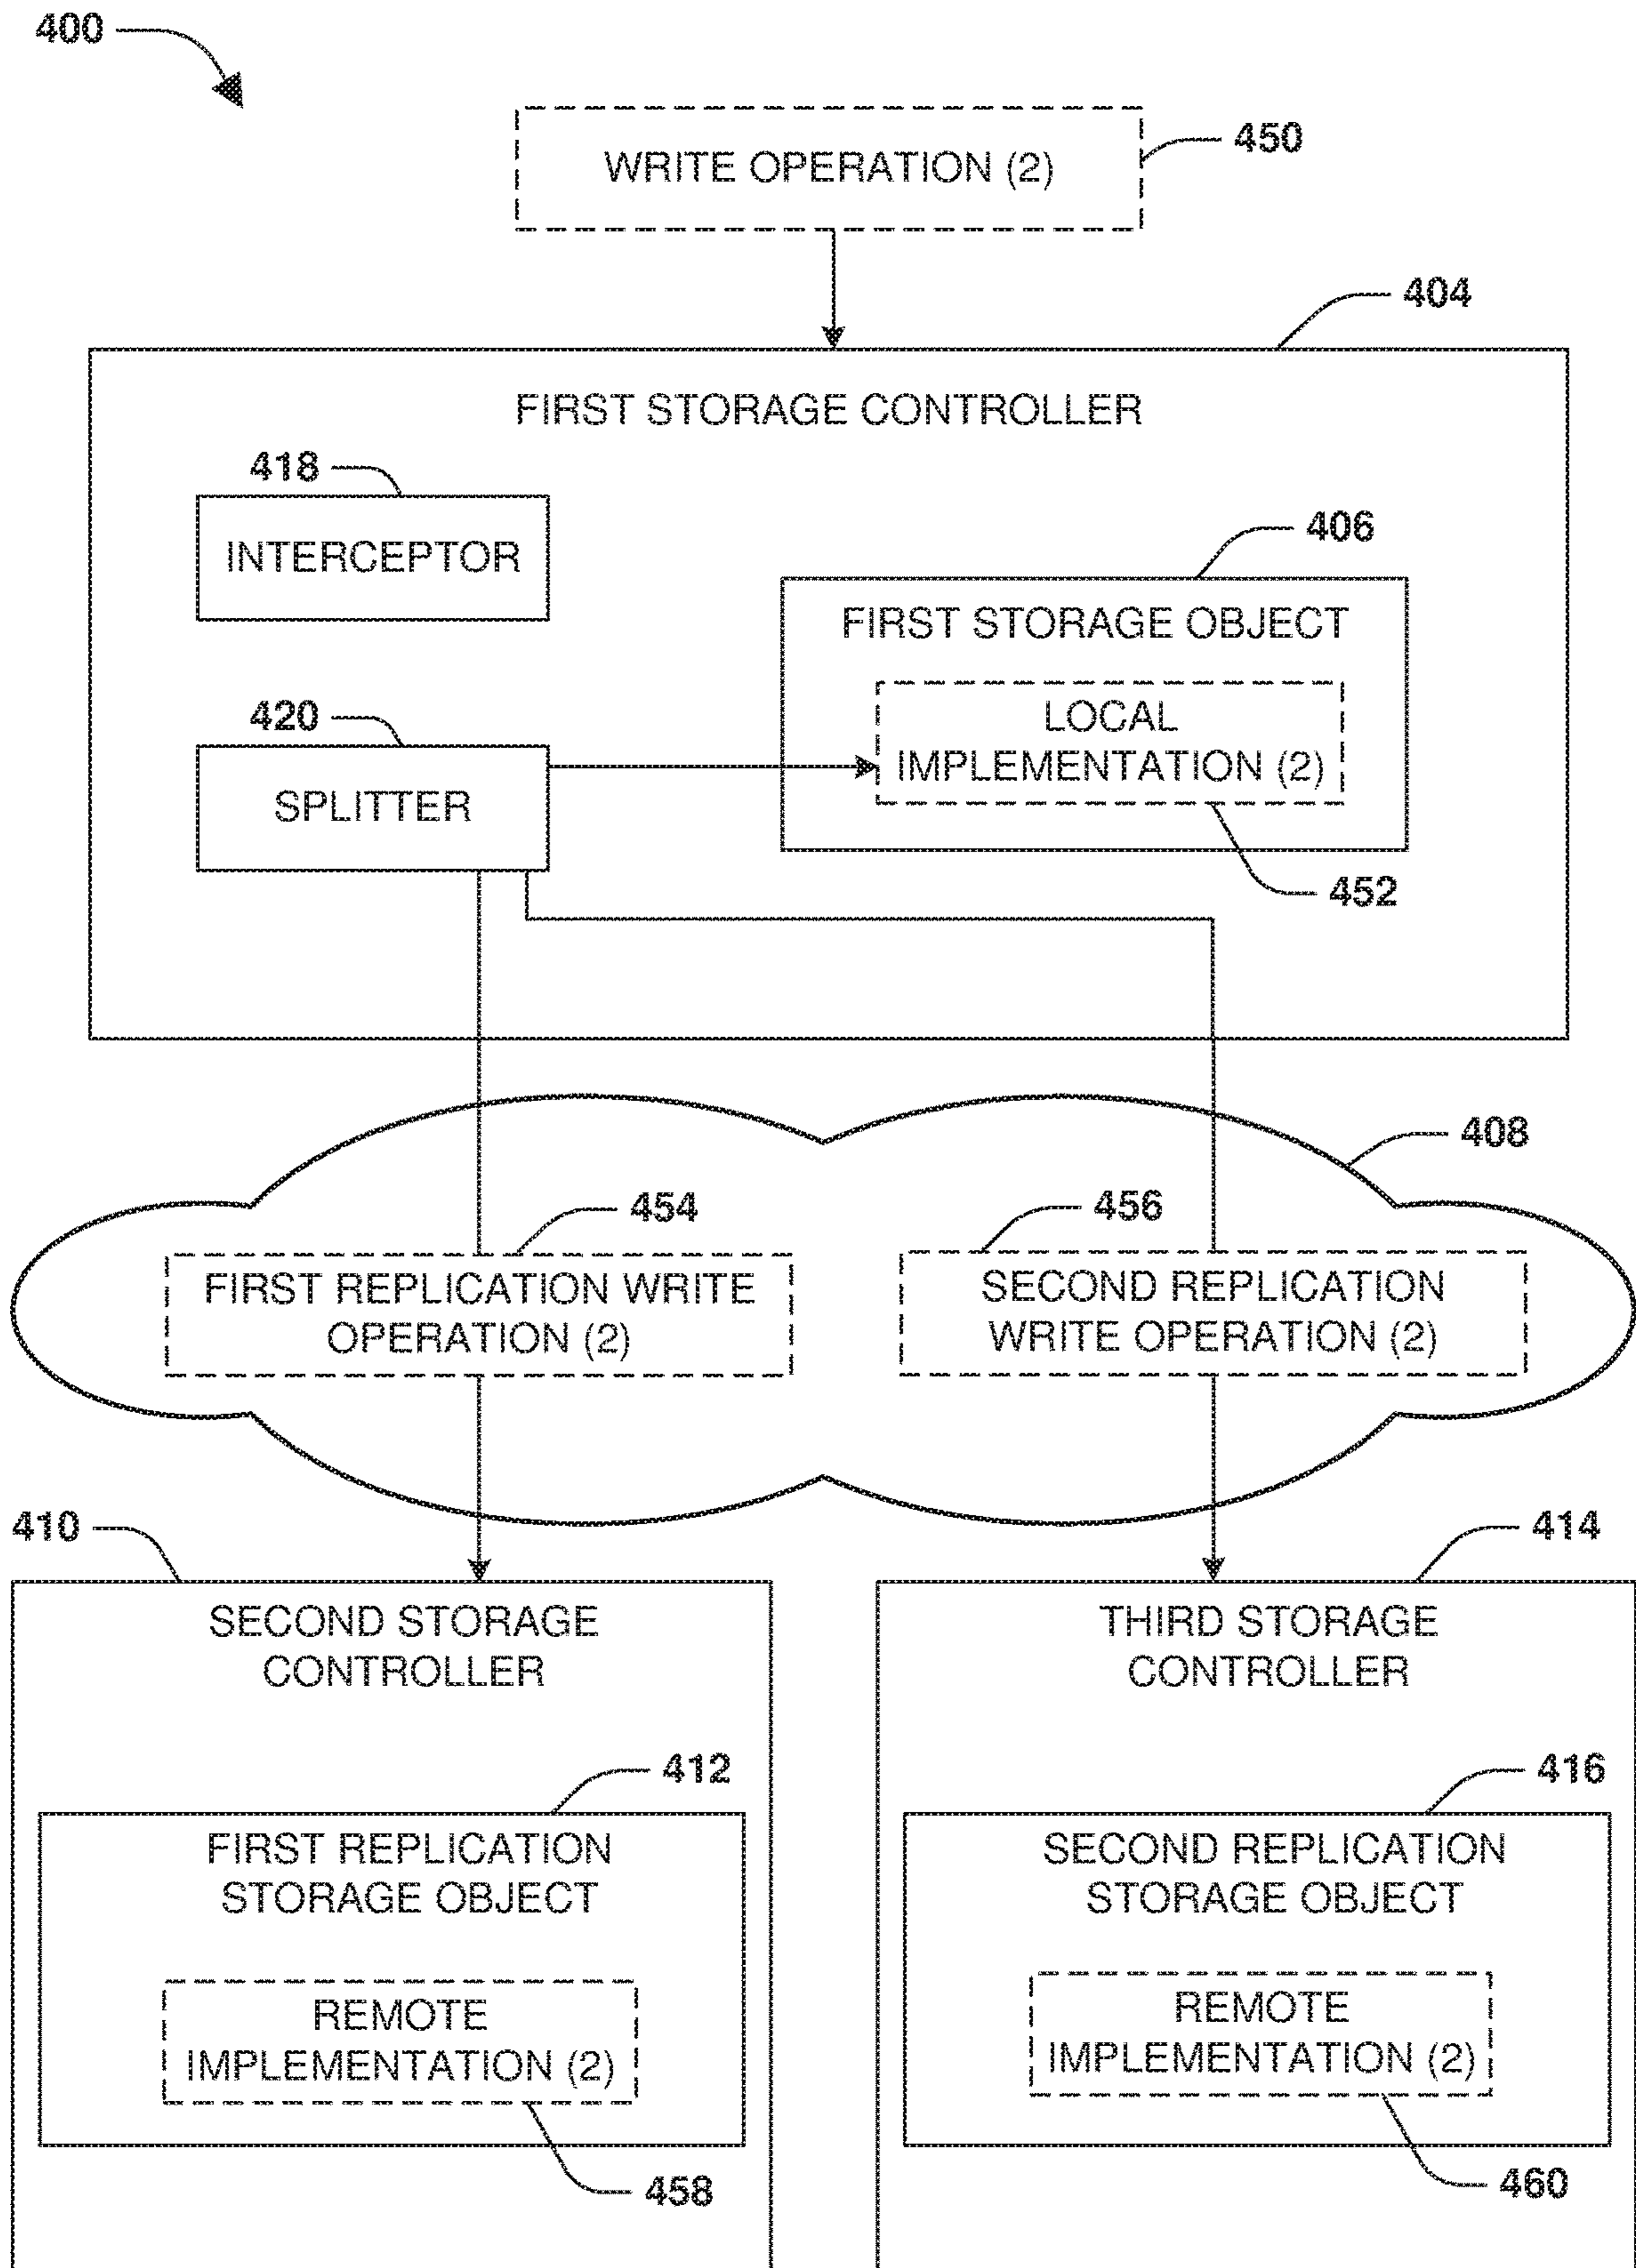 400
WRITE OPERATION (2)
450
404
FIRST STORAGE CONTROLLER
418
INTERCEPTOR
406
FIRST STORAGE OBJECT
LOCAL
IMPLEMENTATION (2)
420
SPLITTER
452
408
454
FIRST REPLICATION WRITE
OPERATION (2)
456
SECOND REPLICATION
WRITE OPERATION (2)
410
SECOND STORAGE
CONTROLLER
412
FIRST REPLICATION
STORAGE OBJECT
REMOTE
IMPLEMENTATION (2)
458
414
THIRD STORAGE
CONTROLLER
416
SECOND REPLICATION
STORAGE OBJECT
REMOTE
IMPLEMENTATION (2)
460